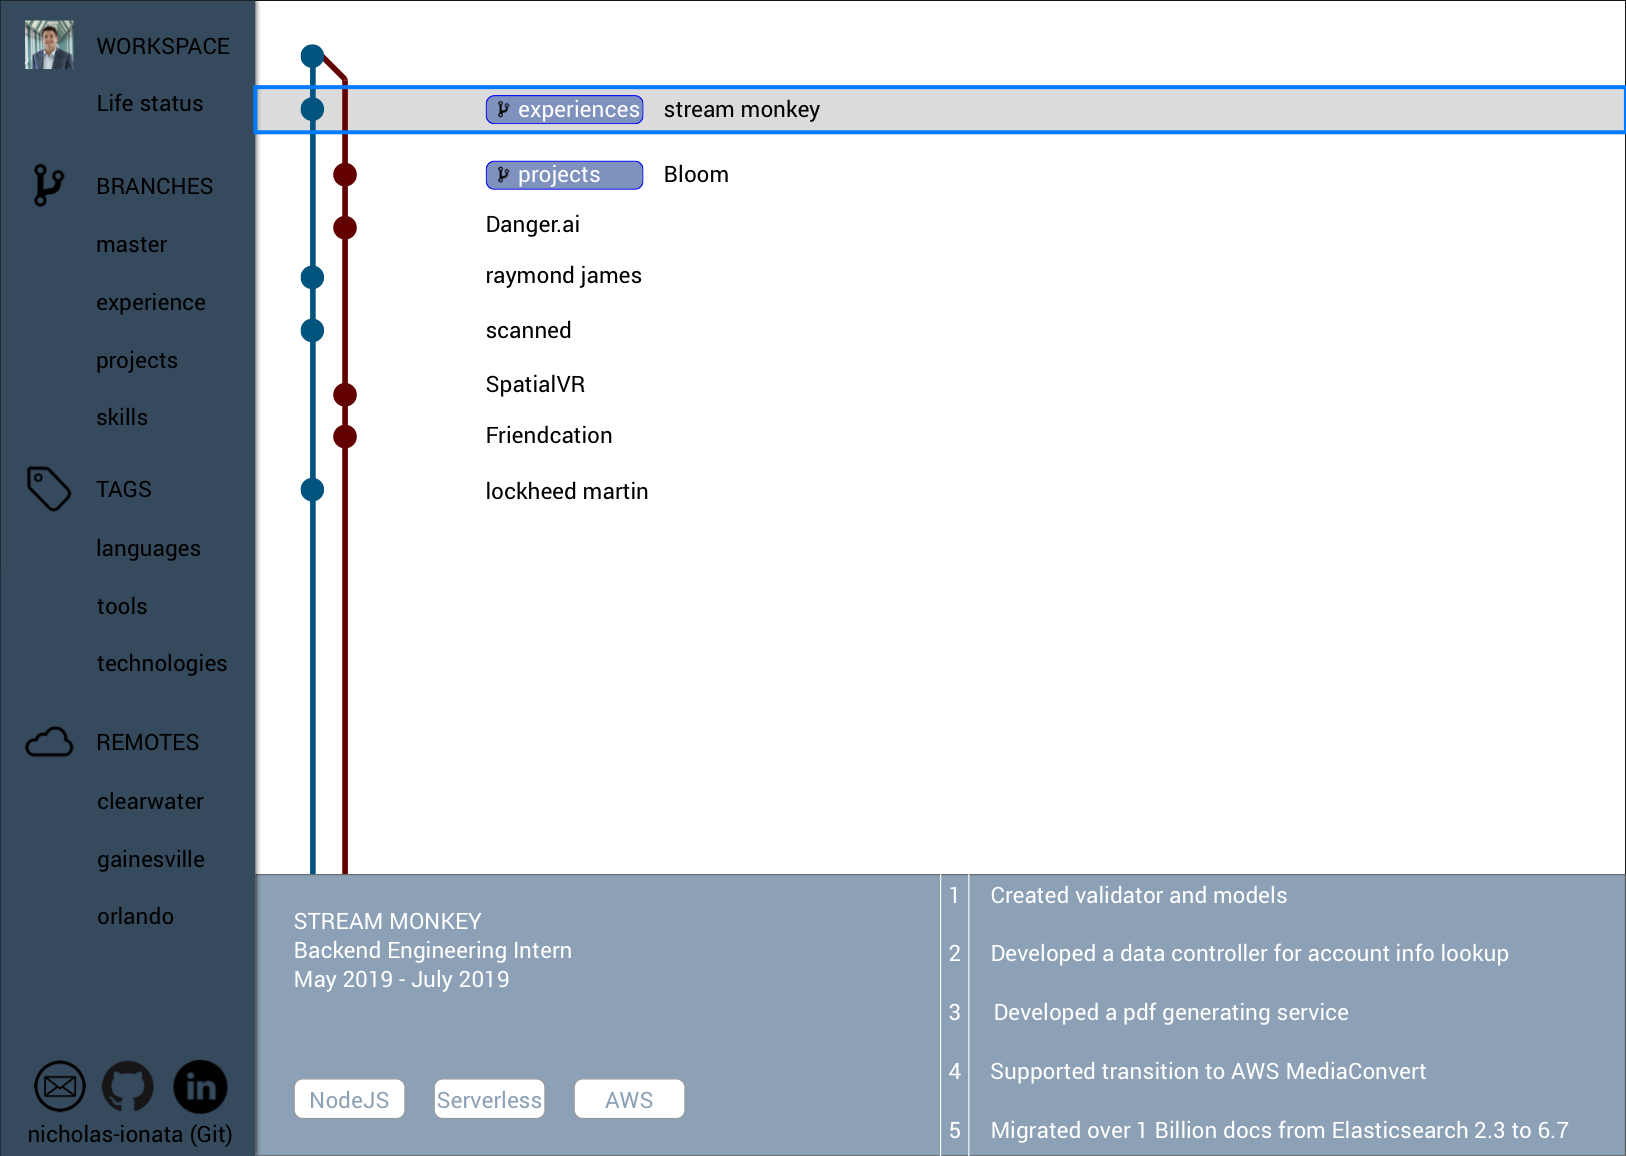 WORKSPACE
Life status
BRANCHES
master
experience
projects
skills
TAGS
languages
tools
technologies
REMOTES
clearwater
gainesville
orlando
in
nicholas-ionata (Git)
experiences stream monkey
projects Bloom
Danger.ai
raymond james
scanned
SpatialVR
Friendcation
lockheed martin
STREAM MONKEY
Backend Engineering Intern
May 2019 - July 2019
NodeJS Serverless AWS
1 Created validator and models
2 Developed a data controller for account info lookup
3 Developed a pdf generating service
4 Supported transition to AWS MediaConvert
5 Migrated over 1 Billion docs from Elasticsearch 2.3 to 6.7